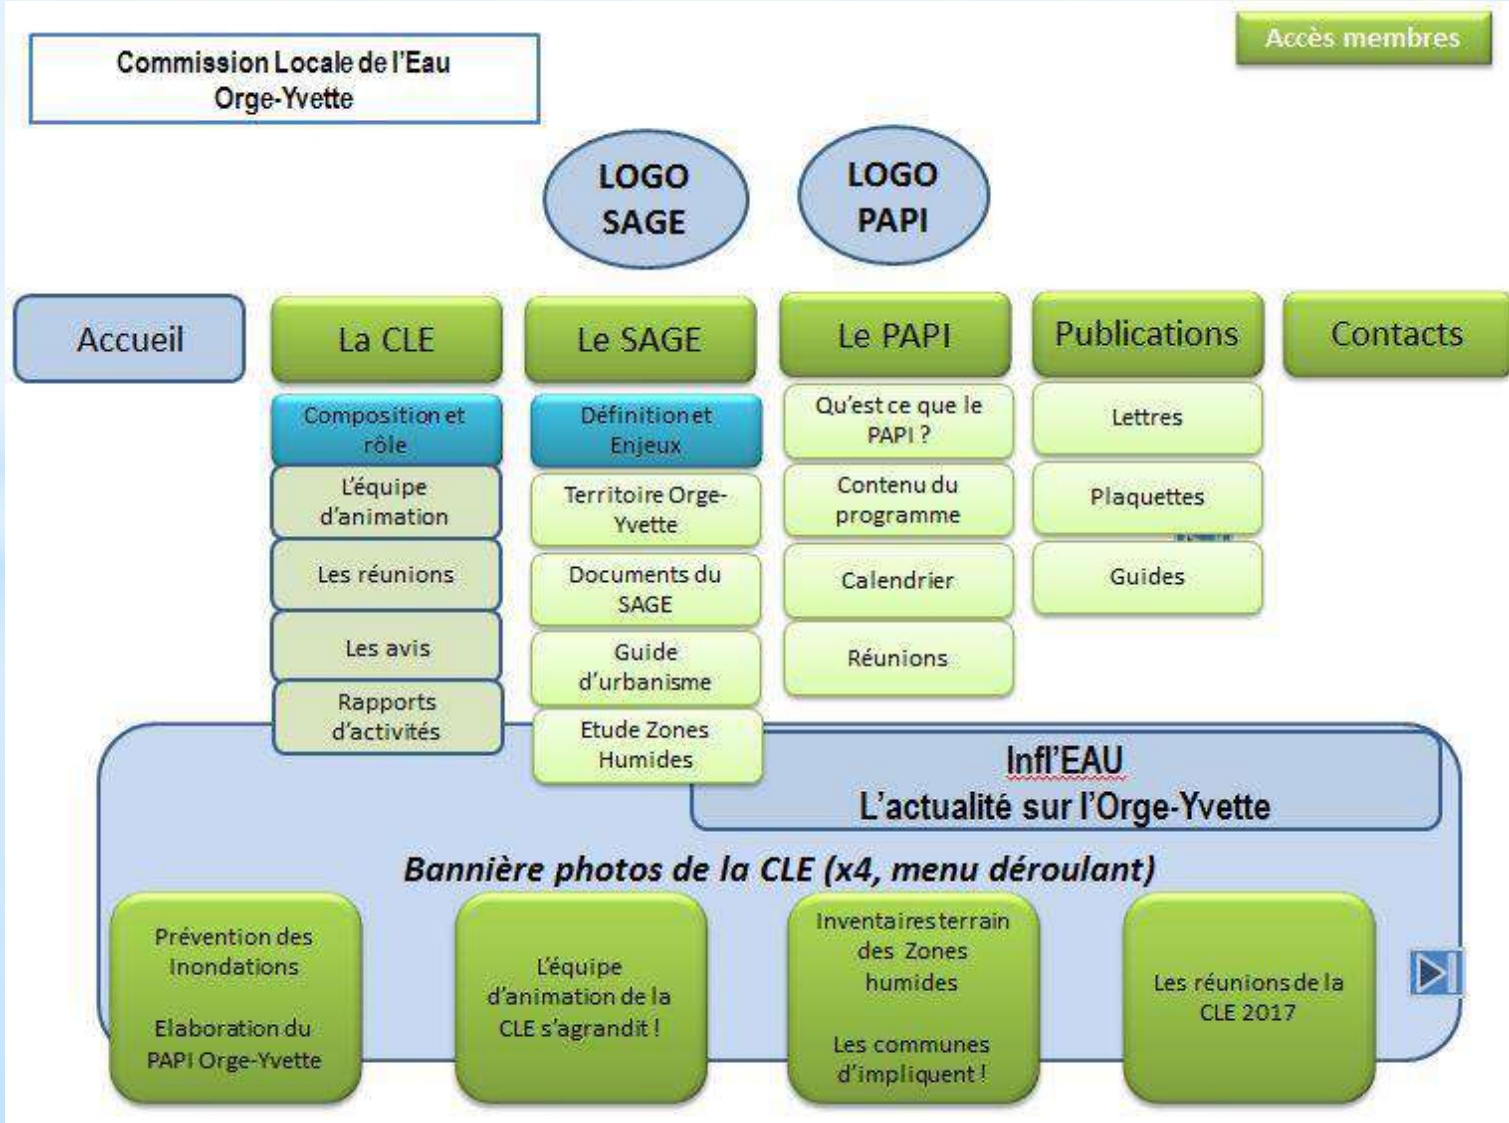 Accès membres
Commission Locale de l'Eau
Orge-Yvette
LOGO
SAGE
LOGO
PAPI
Accueil
La CLE
Le SAGE
Le PAPI
Publications
Contacts
Composition et
rôle
L'équipe
d'animation
Les réunions
Les avis
Rapports
d'activités
Définition et
Enjeux
Territoire Orge-
Yvette
Documents du
SAGE
Guide
d'urbanisme
Etude Zones
Humides
Qu'est ce que le
PAPI ?
Contenu du
programme
Calendrier
Réunions
Lettres
Plaquettes
Guides
Infl'EAU
L'actualité sur l'Orge-Yvette
Bannière photos de la CLE (x4, menu déroulant)
Prévention des
Inondations
Elaboration du
PAPI Orge-Yvette
L'équipe
d'animation de la
CLE s'agrandit !
Inventaires terrain
des Zones
humides
Les communes
d'impliquent !
Les réunions de la
CLE 2017